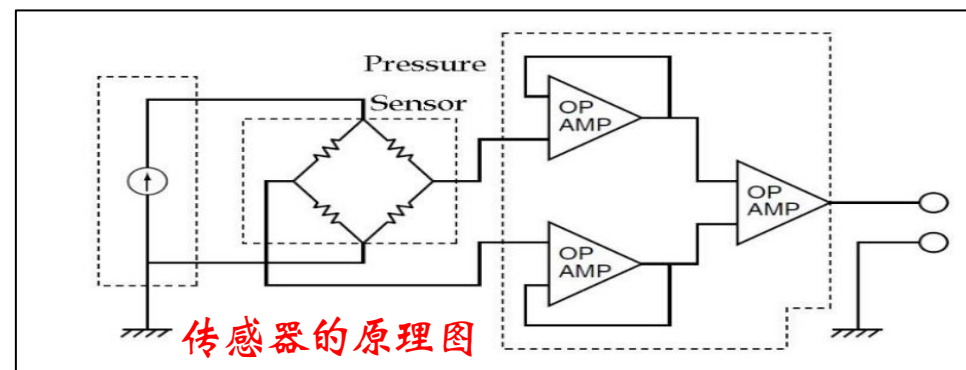 Pressure
Sensor
OP
AMP
OP
AMP
OP
AMP
传感器的原理图